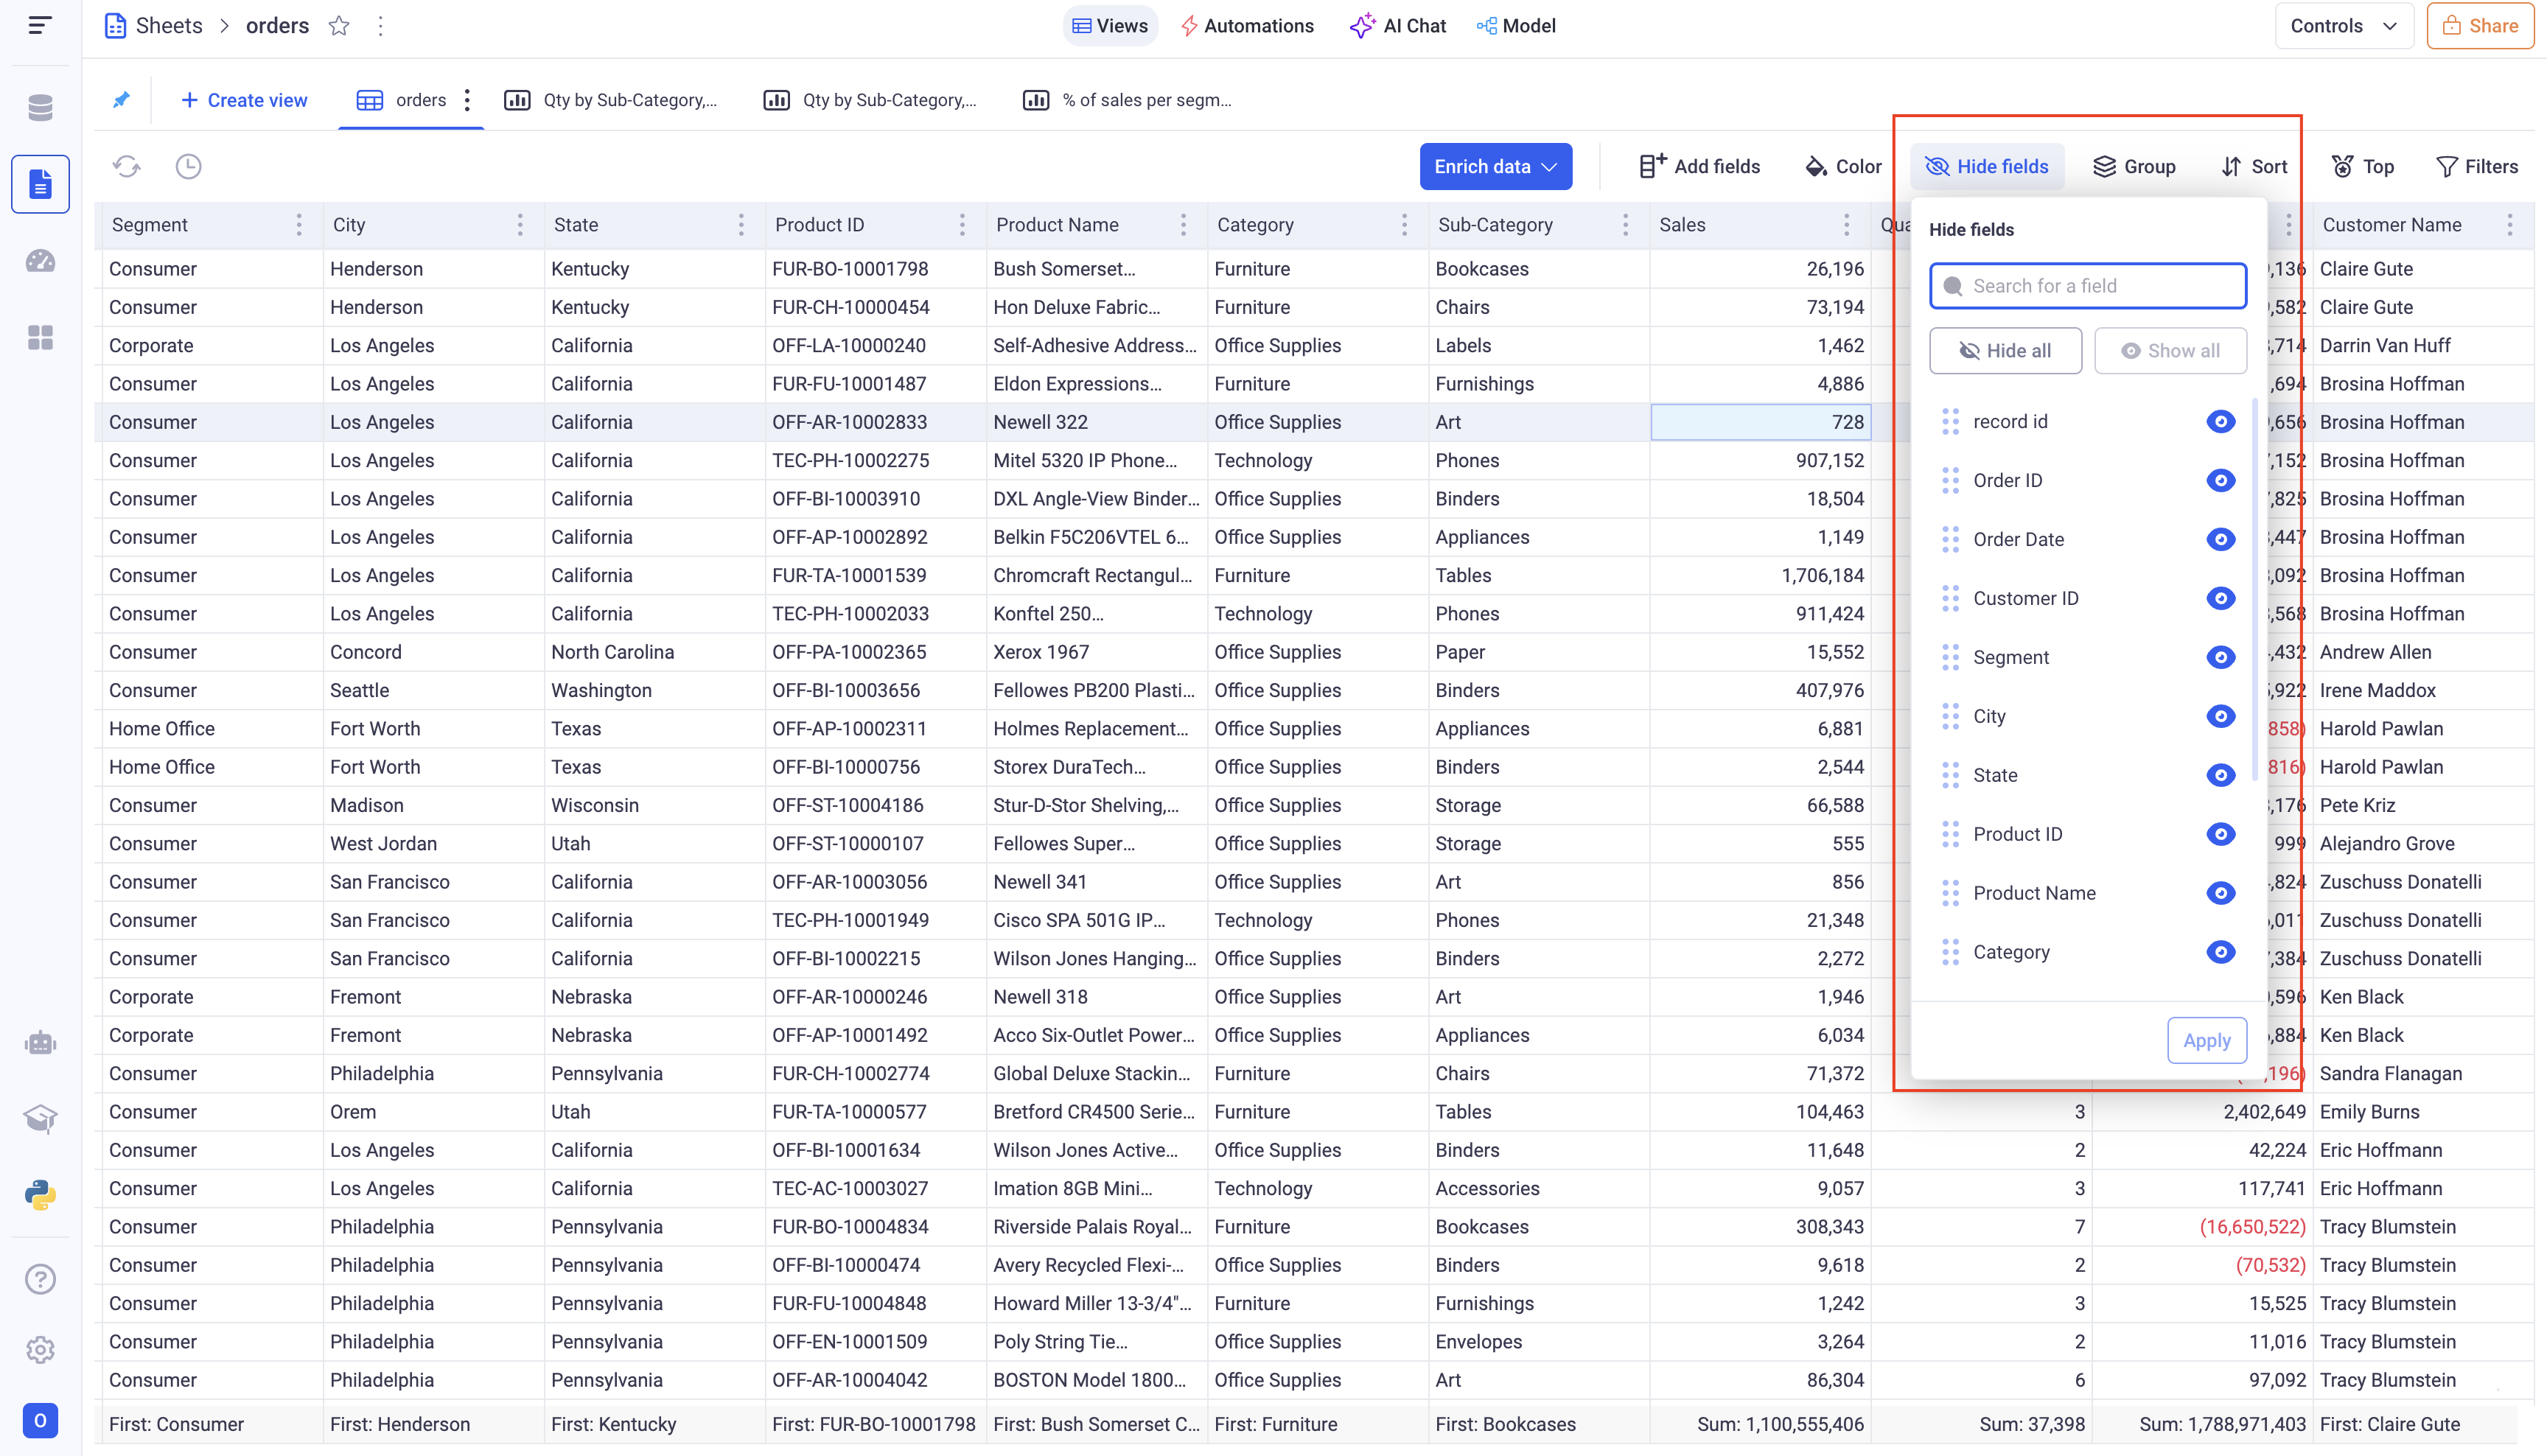 Sheets > orders Views Automations AI Chat Model Controls Share
Create view orders Qty by Sub-Category,... Qty by Sub-Category,... % of sales per segm...
Enrich data Add fields Color Hide fields Group Sort Top Filters
Segment City State Product ID Product Name Category Sub-Category Sales Qua Customer Name
Consumer Henderson Kentucky FUR-BO-10001798 Bush Somerset... Furniture Bookcases 26,196 ,136 Claire Gute
Consumer Henderson Kentucky FUR-CH-10000454 Hon Deluxe Fabric... Furniture Chairs 73,194 ,582 Claire Gute
Corporate Los Angeles California OFF-LA-10000240 Self-Adhesive Address... Office Supplies Labels 1,462 ,714 Darrin Van Huff
Consumer Los Angeles California FUR-FU-10001487 Eldon Expressions... Furniture Furnishings 4,886 ,694 Brosina Hoffman
Consumer Los Angeles California OFF-AR-10002833 Newell 322 Office Supplies Art 728 ,656 Brosina Hoffman
Consumer Los Angeles California TEC-PH-10002275 Mitel 5320 IP Phone... Technology Phones 907,152 ,152 Brosina Hoffman
Consumer Los Angeles California OFF-BI-10003910 DXL Angle-View Binder... Office Supplies Binders 18,504 ,825 Brosina Hoffman
Consumer Los Angeles California OFF-AP-10002892 Belkin F5C206VTEL 6... Office Supplies Appliances 1,149 ,447 Brosina Hoffman
Consumer Los Angeles California FUR-TA-10001539 Chromcraft Rectangul... Furniture Tables 1,706,184 ,092 Brosina Hoffman
Consumer Los Angeles California TEC-PH-10002033 Konftel 250... Technology Phones 911,424 ,568 Brosina Hoffman
Consumer Concord North Carolina OFF-PA-10002365 Xerox 1967 Office Supplies Paper 15,552 ,432 Andrew Allen
Consumer Seattle Washington OFF-BI-10003656 Fellowes PB200 Plasti... Office Supplies Binders 407,976 ,922 Irene Maddox
Home Office Fort Worth Texas OFF-AP-10002311 Holmes Replacement... Office Supplies Appliances 6,881 858) Harold Pawlan
Home Office Fort Worth Texas OFF-BI-10000756 Storex DuraTech... Office Supplies Binders 2,544 816) Harold Pawlan
Consumer Madison Wisconsin OFF-ST-10004186 Stur-D-Stor Shelving,... Office Supplies Storage 66,588 ,176 Pete Kriz
Consumer West Jordan Utah OFF-ST-10000107 Fellowes Super... Office Supplies Storage 555 999 Alejandro Grove
Consumer San Francisco California OFF-AR-10003056 Newell 341 Office Supplies Art 856 ,824 Zuschuss Donatelli
Consumer San Francisco California TEC-PH-10001949 Cisco SPA 501G IP... Technology Phones 21,348 ,011 Zuschuss Donatelli
Consumer San Francisco California OFF-BI-10002215 Wilson Jones Hanging... Office Supplies Binders 2,272 ,384 Zuschuss Donatelli
Corporate Fremont Nebraska OFF-AR-10000246 Newell 318 Office Supplies Art 1,946 ,596 Ken Black
Corporate Fremont Nebraska OFF-AP-10001492 Acco Six-Outlet Power... Office Supplies Appliances 6,034 ,884 Ken Black
Consumer Philadelphia Pennsylvania FUR-CH-10002774 Global Deluxe Stackin... Furniture Chairs 71,372 ,196) Sandra Flanagan
Consumer Orem Utah FUR-TA-10000577 Bretford CR4500 Serie... Furniture Tables 104,463 3 2,402,649 Emily Burns
Consumer Los Angeles California OFF-BI-10001634 Wilson Jones Active... Office Supplies Binders 11,648 2 42,224 Eric Hoffmann
Consumer Los Angeles California TEC-AC-10003027 Imation 8GB Mini... Technology Accessories 9,057 3 117,741 Eric Hoffmann
Consumer Philadelphia Pennsylvania FUR-BO-10004834 Riverside Palais Royal... Furniture Bookcases 308,343 7 (16,650,522) Tracy Blumstein
Consumer Philadelphia Pennsylvania OFF-BI-10000474 Avery Recycled Flexi-... Office Supplies Binders 9,618 2 (70,532) Tracy Blumstein
Consumer Philadelphia Pennsylvania FUR-FU-10004848 Howard Miller 13-3/4"... Furniture Furnishings 1,242 3 15,525 Tracy Blumstein
Consumer Philadelphia Pennsylvania OFF-EN-10001509 Poly String Tie... Office Supplies Envelopes 3,264 2 11,016 Tracy Blumstein
Consumer Philadelphia Pennsylvania OFF-AR-10004042 BOSTON Model 1800... Office Supplies Art 86,304 6 97,092 Tracy Blumstein
First: Consumer First: Henderson First: Kentucky First: FUR-BO-10001798 First: Bush Somerset C... First: Furniture First: Bookcases Sum: 1,100,555,406 Sum: 37,398 Sum: 1,788,971,403 First: Claire Gute
Hide fields
Search for a field
Hide all Show all
record id
Order ID
Order Date
Customer ID
Segment
City
State
Product ID
Product Name
Category
Apply
O